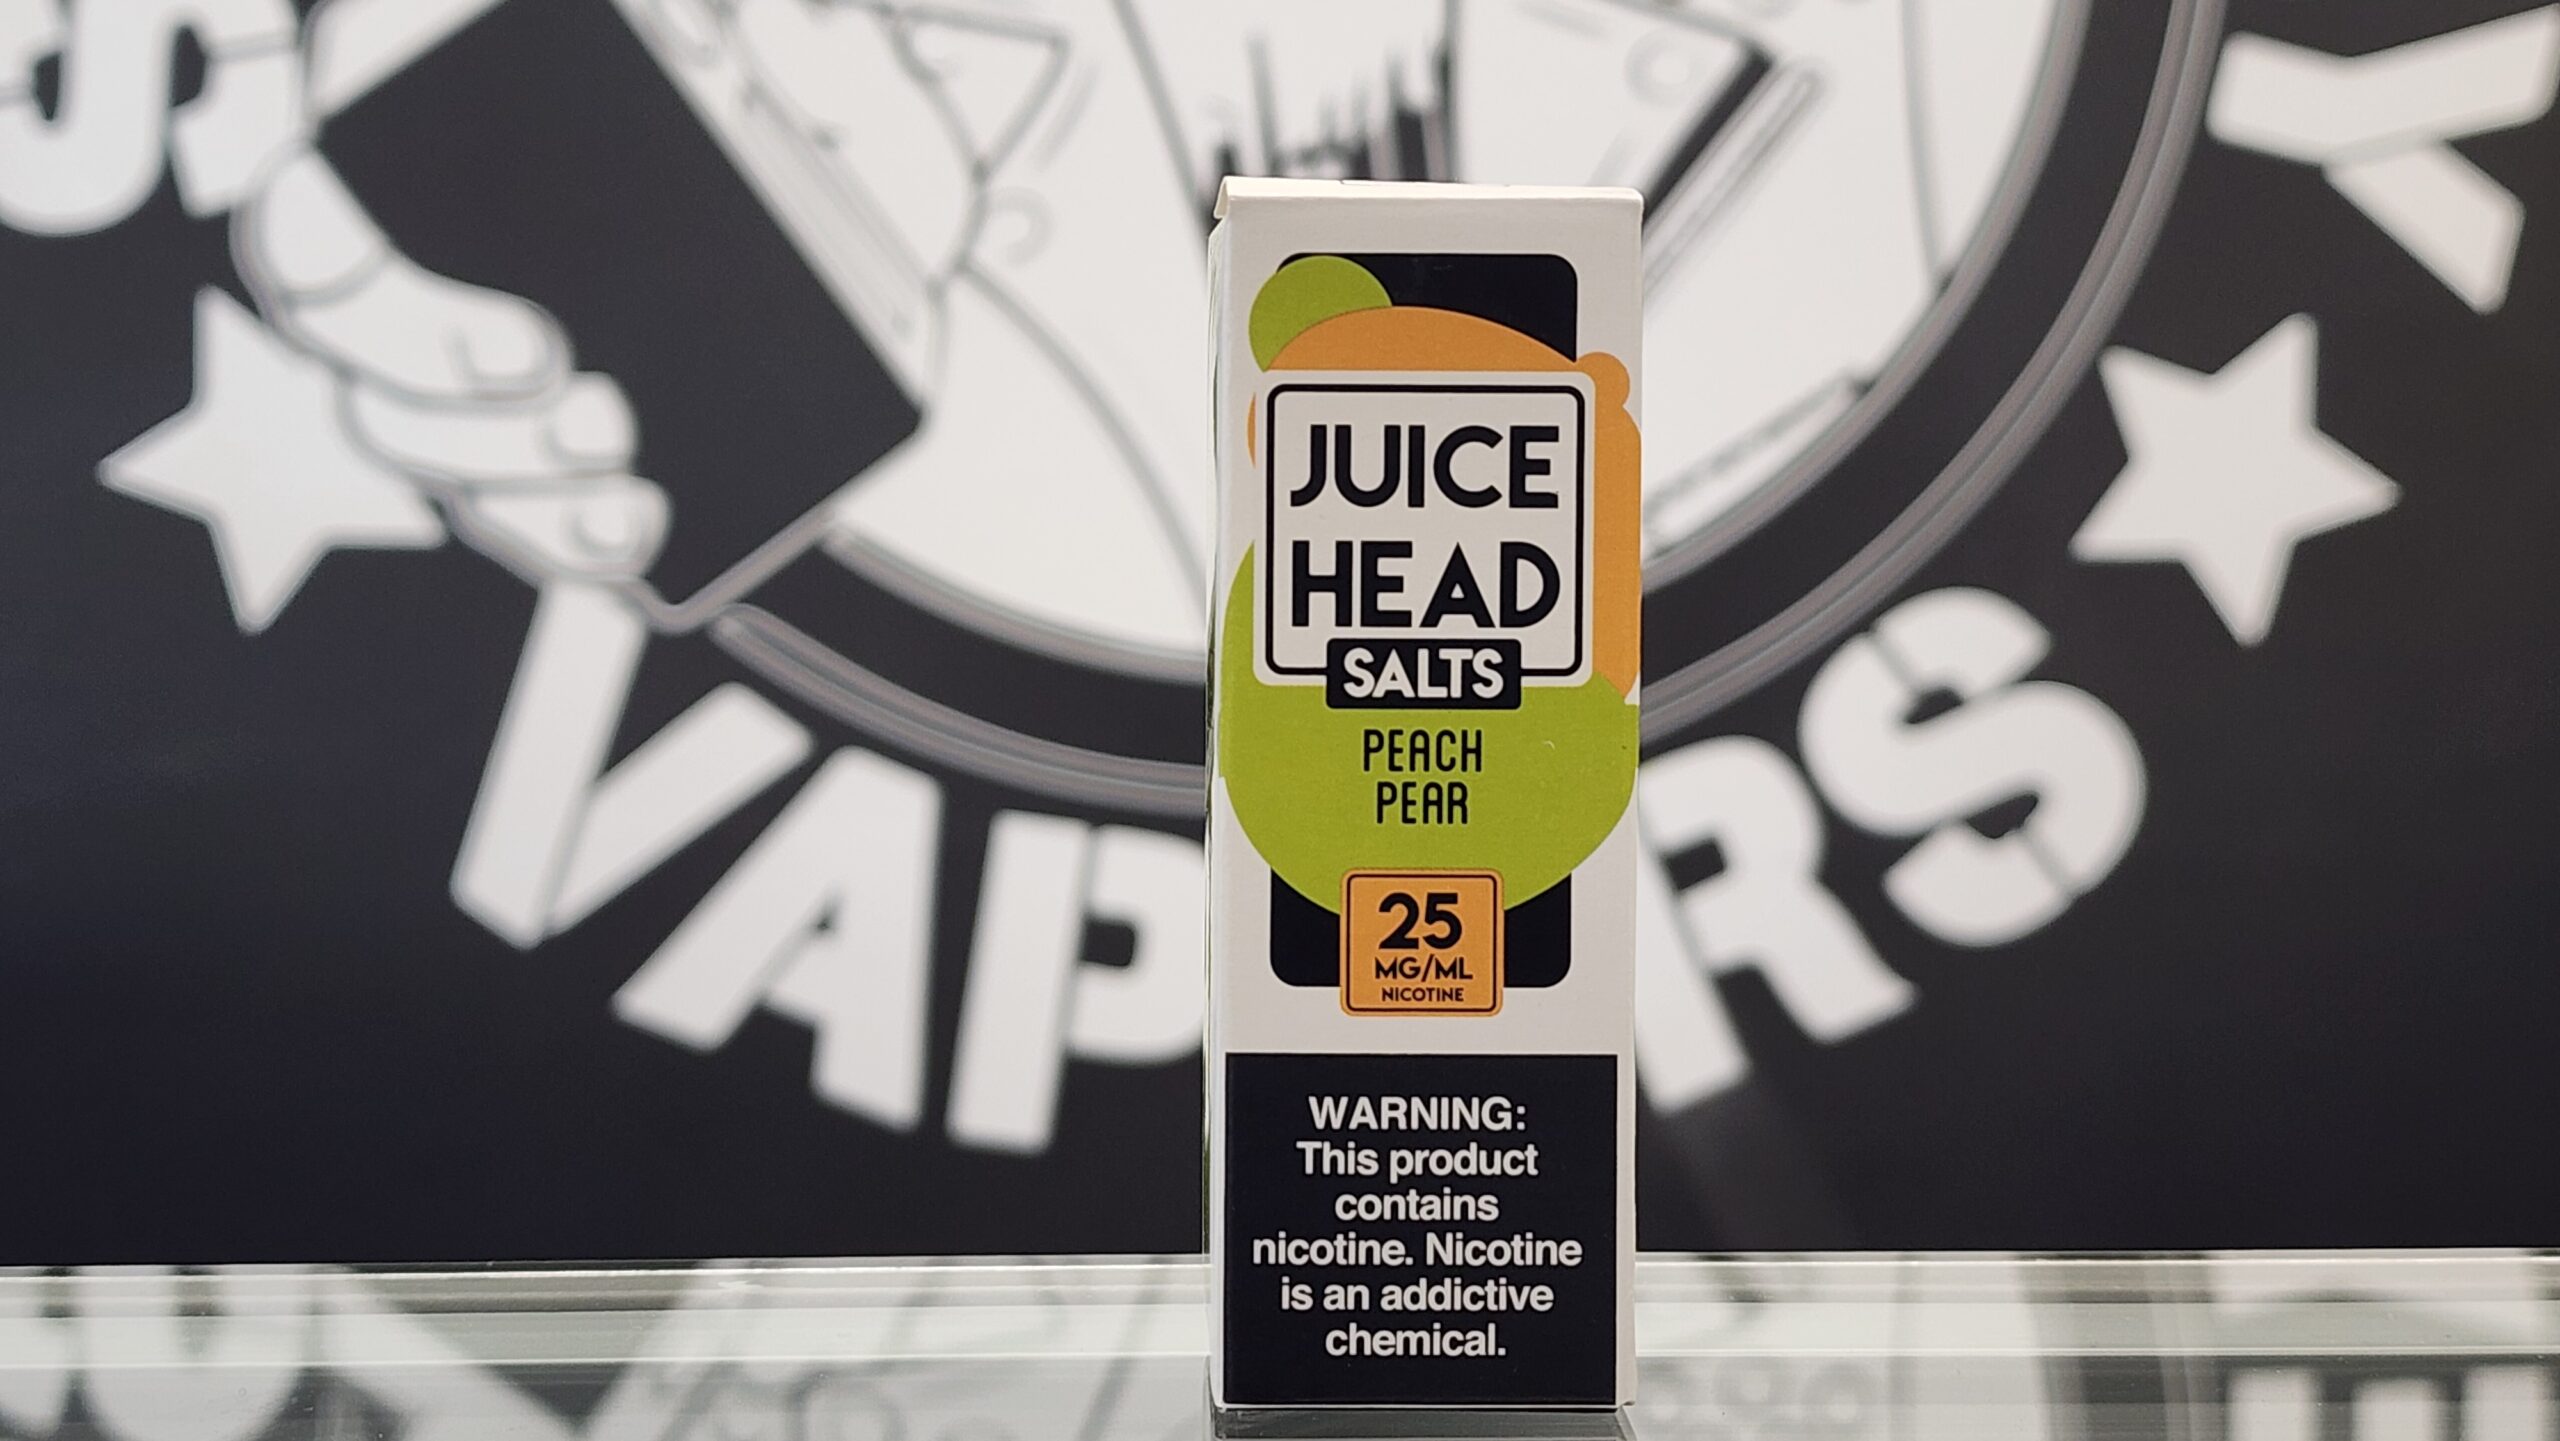 JUICE
HEAD
SALTS
PEACH
PEAR
25
MG/ML
NICOTINE
WARNING:
This product
contains
nicotine. Nicotine
is an addictive
chemical.